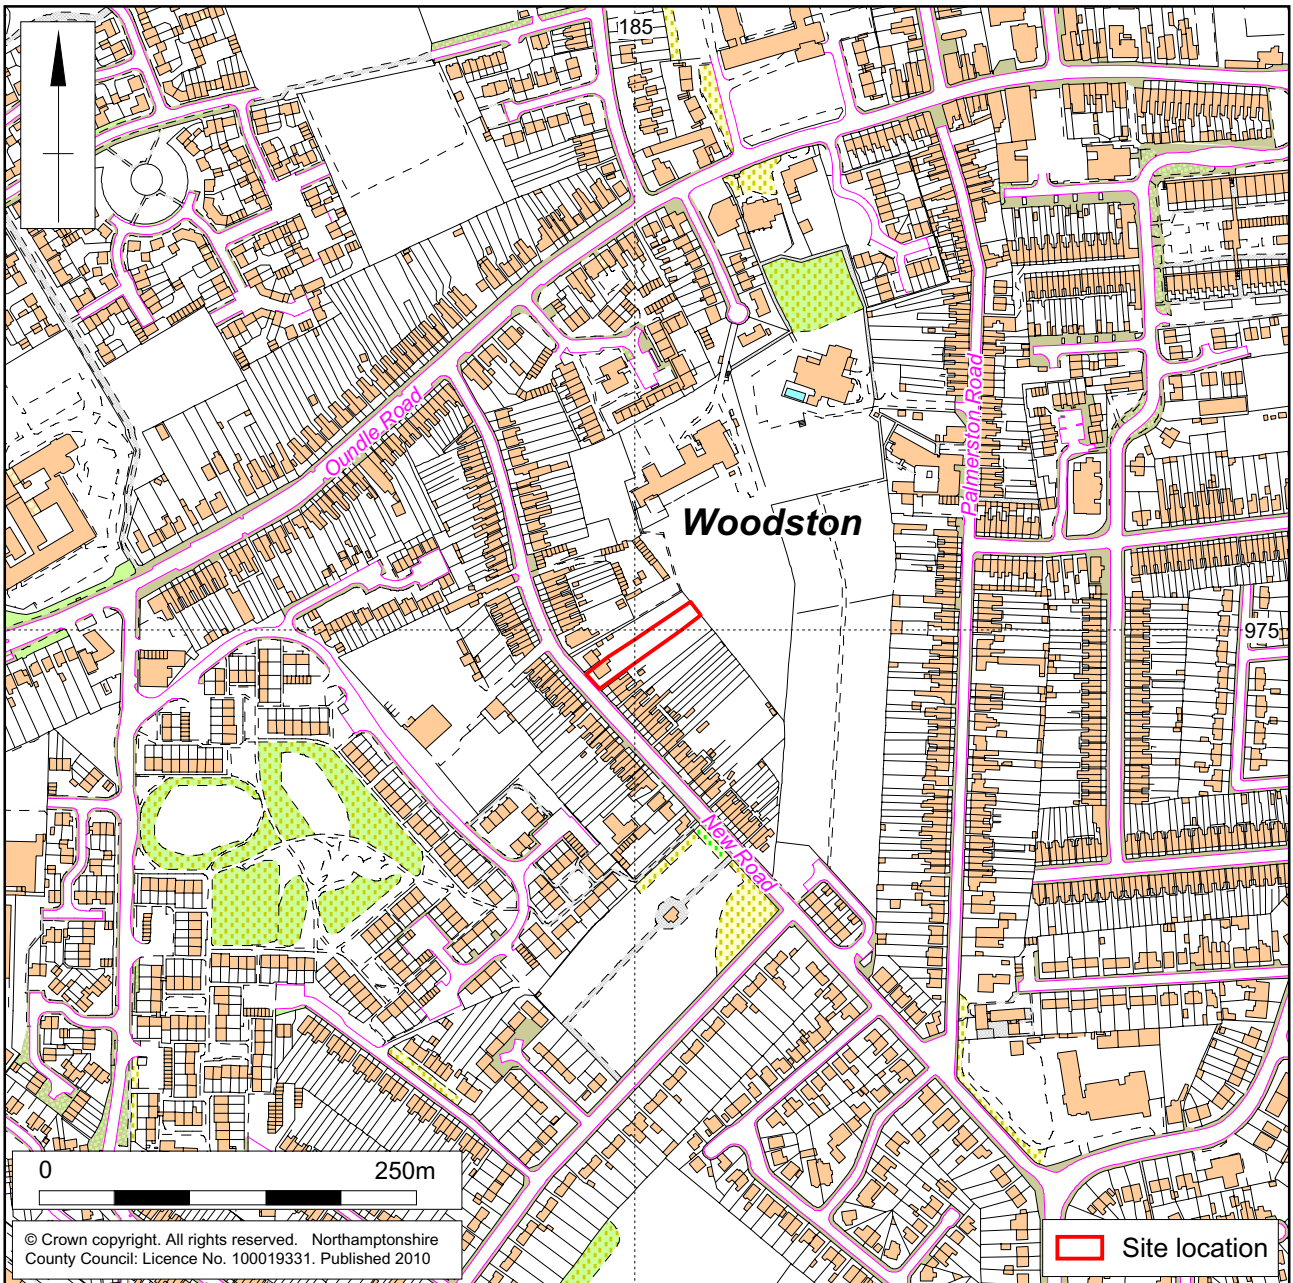 185
Oundle Road
Palmerston Road
Woodston
975
New Road
0 250m
© Crown copyright. All rights reserved. Northamptonshire
County Council: Licence No. 100019331. Published 2010
Site location